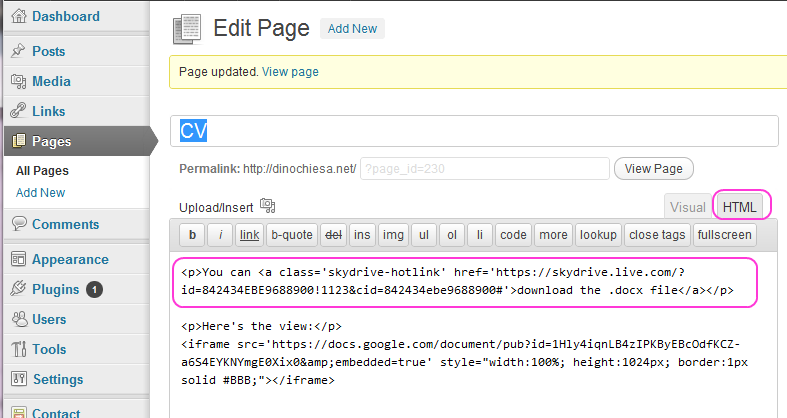 Dashboard
Posts
Media
Links
Pages
All Pages
Add New
Comments
Appearance
Plugins 1
Users
Tools
Settings
Contact
Edit Page Add New
Page updated. View page
CV
Permalink: http://dinochiesa.net/ ?page_id=230 View Page
Upload/Insert Visual HTML
b i link b-quote del ins img ul ol li code more lookup close tags fullscreen
<p>You can <a class='skydrive-hotlink' href='https://skydrive.live.com/?
id=842434EBE9688900!1123&cid=842434ebe9688900#'>download the .docx file</a></p>
<p>Here's the view:</p>
<iframe src='https://docs.google.com/document/pub?id=1Hly4iqnLB4zIPKByEBcOdfKCZ-
a6S4EYKNYmgE0Xix0&amp;embedded=true' style="width:100%; height:1024px; border:1px
solid #BBB;"></iframe>